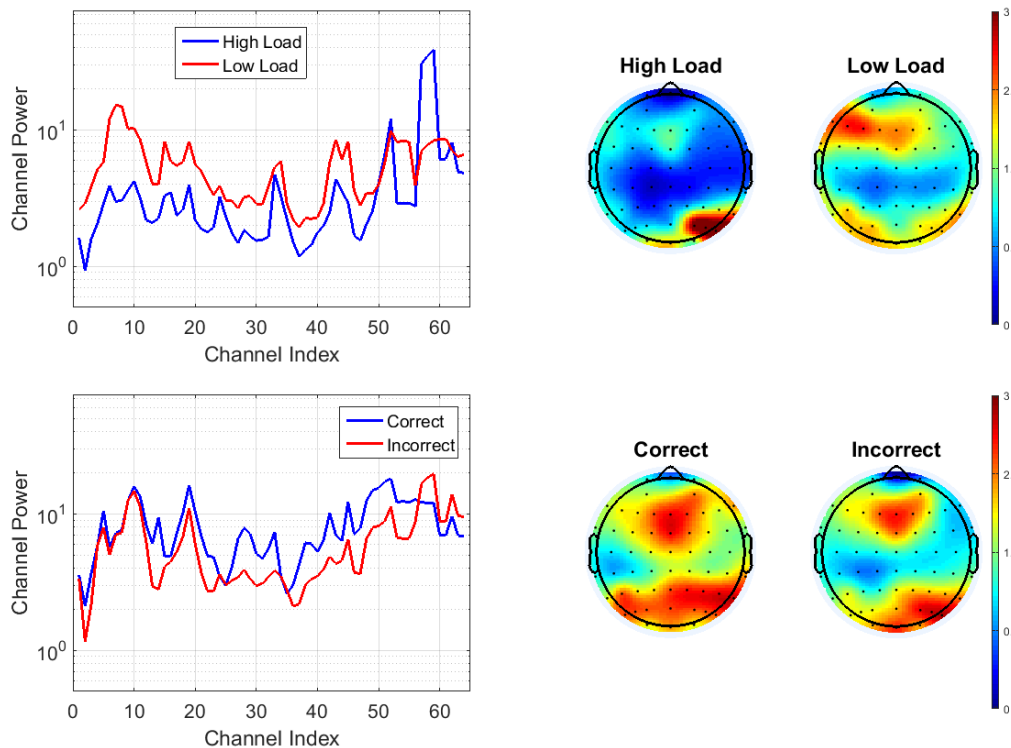 High Load
Low Load
Channel Power
10^1
10^0
0 10 20 30 40 50 60
Channel Index
High Load
Low Load
3
2
1
0
0
Correct
Incorrect
Channel Power
10^1
10^0
0 10 20 30 40 50 60
Channel Index
Correct
Incorrect
3
2
1
0
0